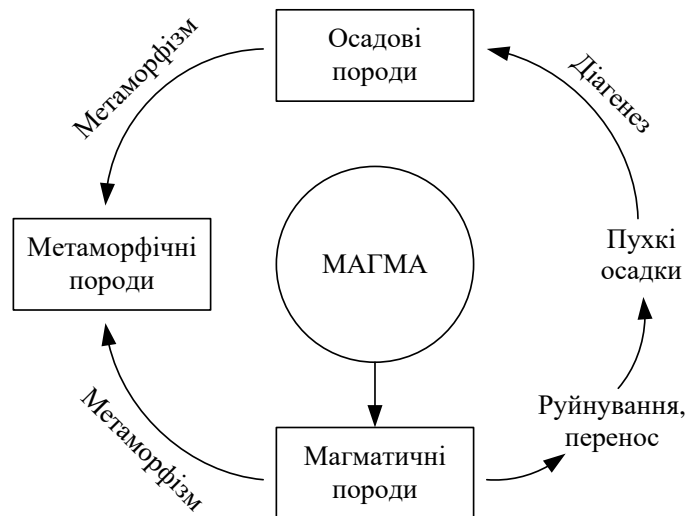 Осадові
породи
Метаморфізм
Діагенез
Метаморфічні
породи
МАГМА
Пухкі
осадки
Руйнування,
перенос
Метаморфізм
Магматичні
породи